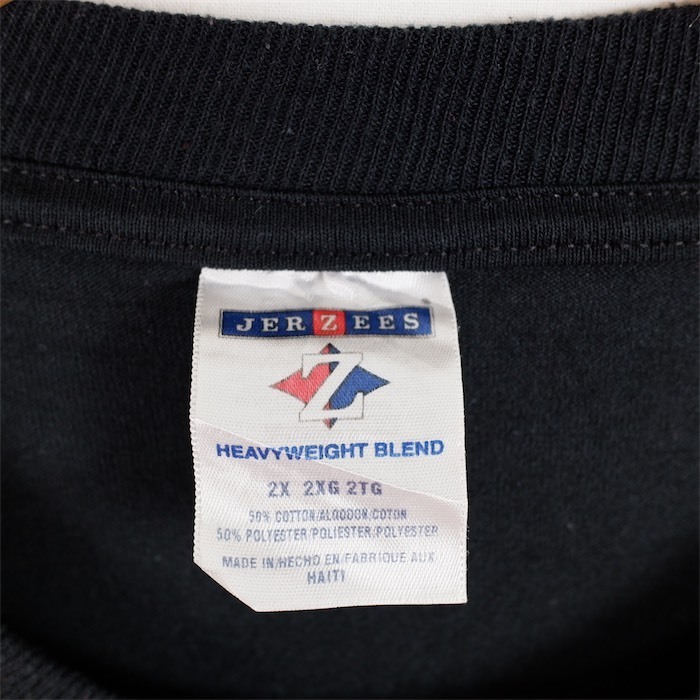 JERZEES
Z
HEAVYWEIGHT BLEND
2X 2XG 2TG
50% COTTON/ALGODON/COTON
50% POLYESTER/POLIESTER/POLYESTER
MADE IN/HECHO EN/FABRIQUE AUX
HAITI